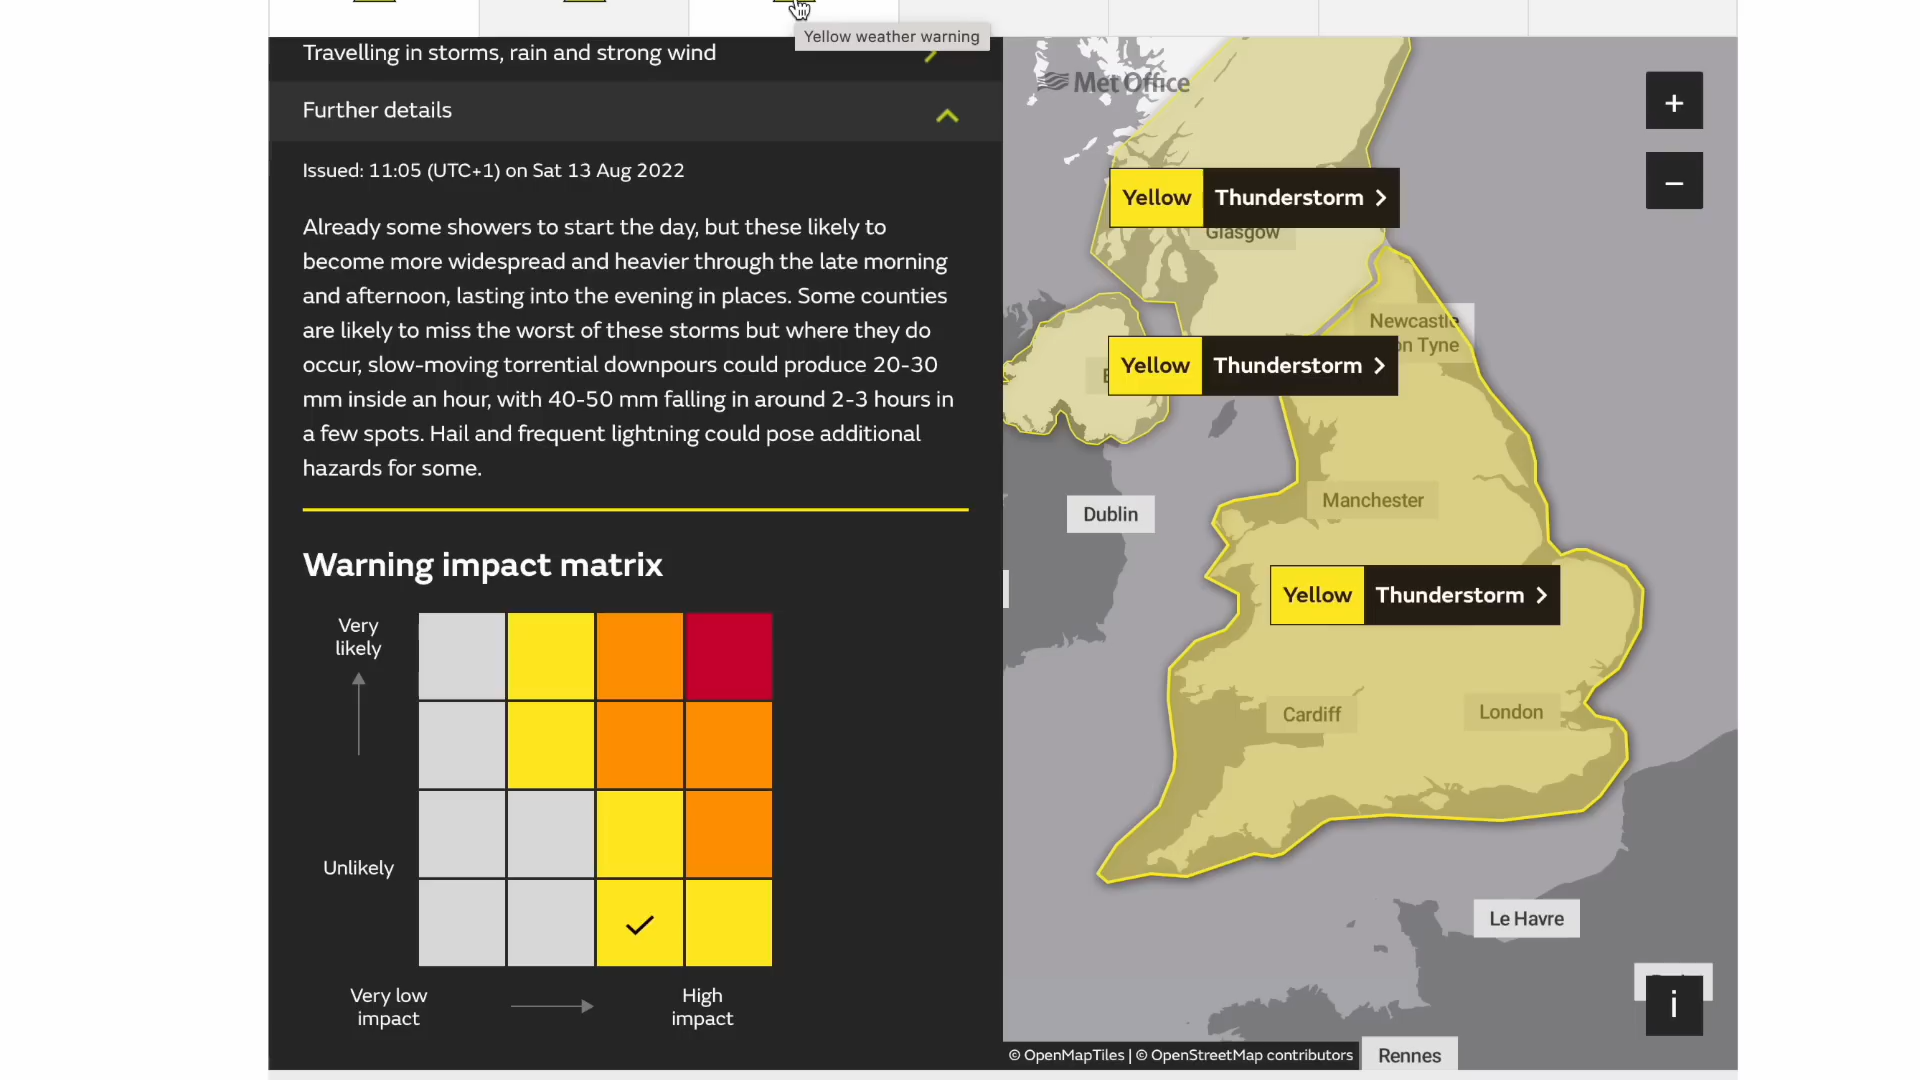 Yellow weather warning
Travelling in storms, rain and strong wind
Further details
Issued: 11:05 (UTC+1) on Sat 13 Aug 2022
Already some showers to start the day, but these likely to
become more widespread and heavier through the late morning
and afternoon, lasting into the evening in places. Some counties
are likely to miss the worst of these storms but where they do
occur, slow-moving torrential downpours could produce 20-30
mm inside an hour, with 40-50 mm falling in around 2-3 hours in
a few spots. Hail and frequent lightning could pose additional
hazards for some.
Warning impact matrix
Very
likely
Unlikely
Very low
impact
High
impact
Met Office
+
−
Yellow Thunderstorm
Glasgow
Newcastle
on Tyne
Yellow Thunderstorm
Manchester
Dublin
Yellow Thunderstorm
Cardiff
London
Le Havre
i
© OpenMapTiles | © OpenStreetMap contributors
Rennes